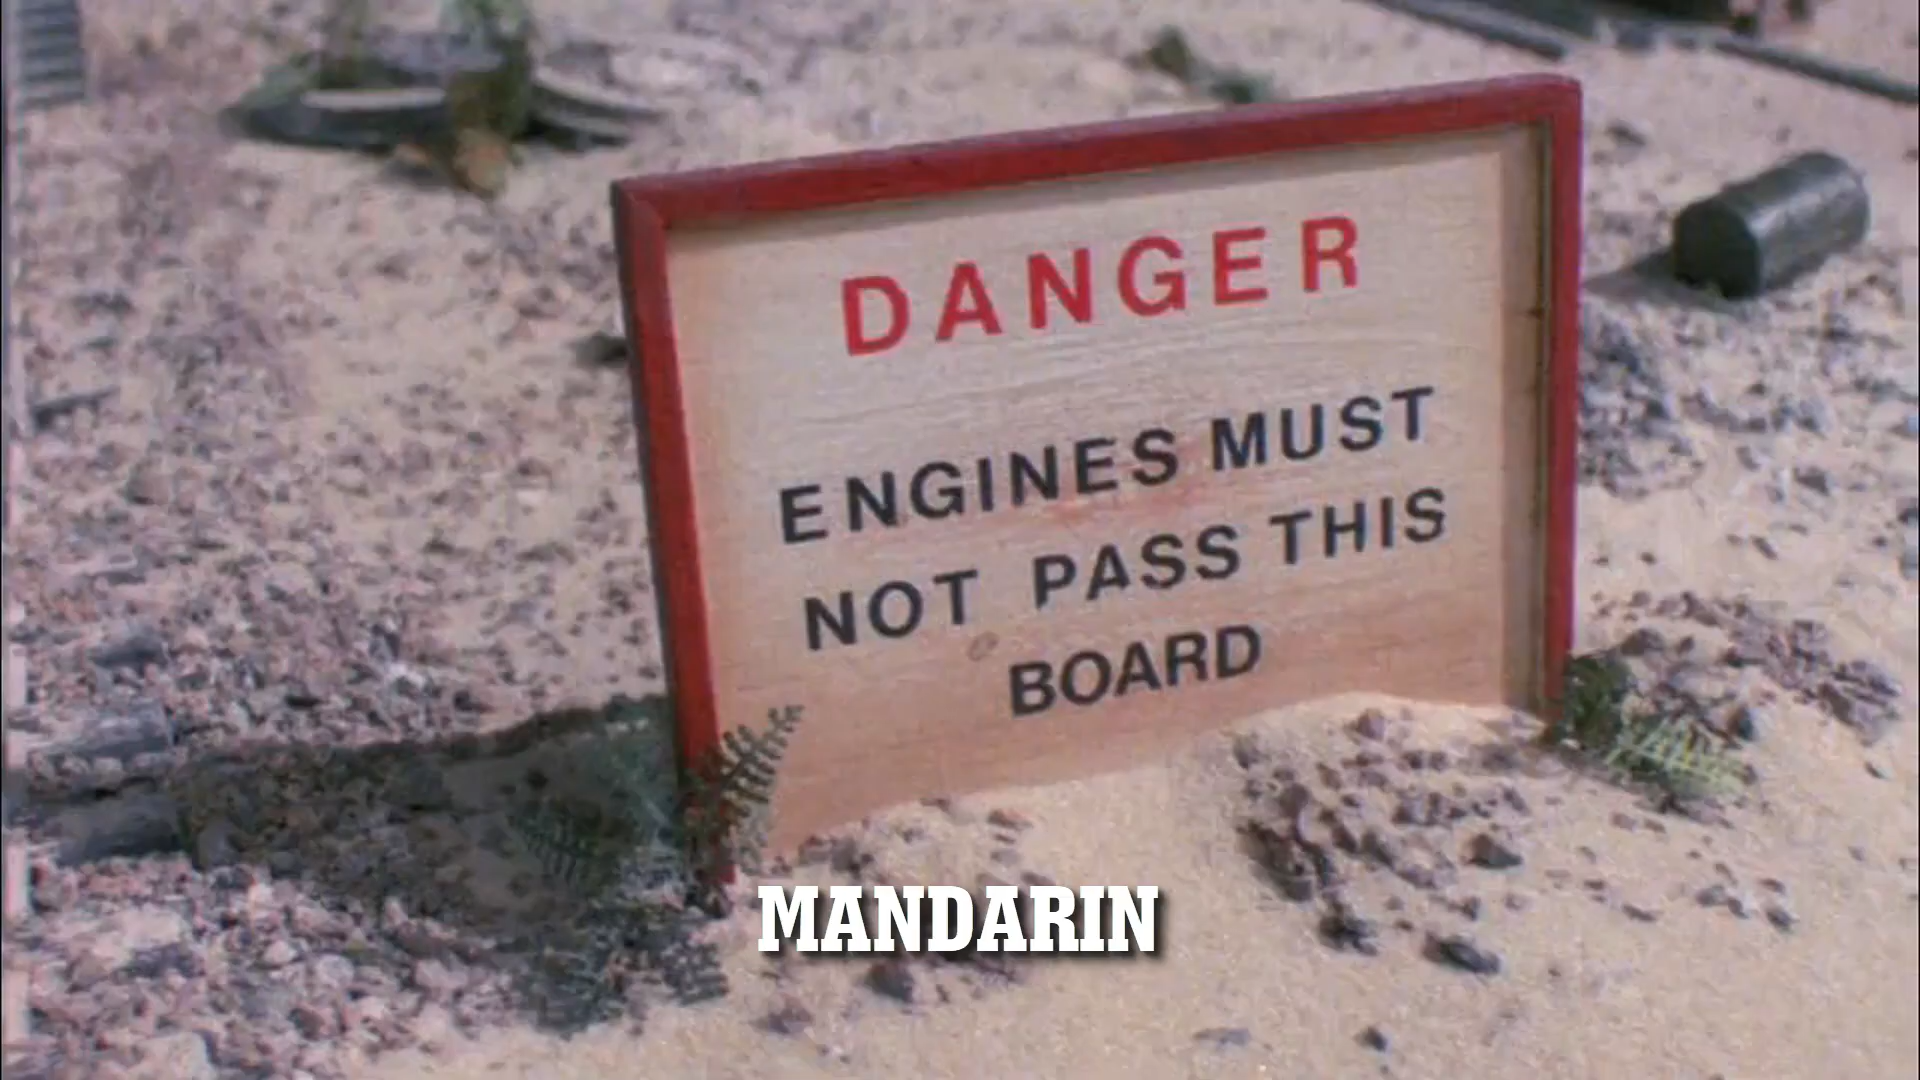 DANGER
ENGINES MUST
NOT PASS THIS
BOARD
MANDARIN